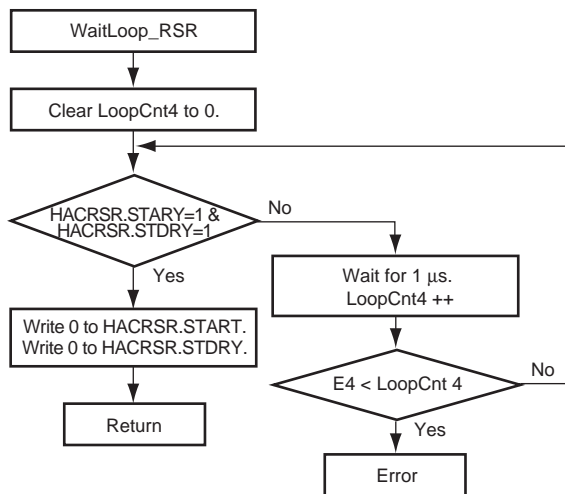 WaitLoop_RSR
Clear LoopCnt4 to 0.
HACRSR.STARY=1 &
HACRSR.STDRY=1
No
Yes
Wait for 1 μs.
LoopCnt4 ++
Write 0 to HACRSR.START.
Write 0 to HACRSR.STDRY.
E4 < LoopCnt 4
No
Return
Yes
Error